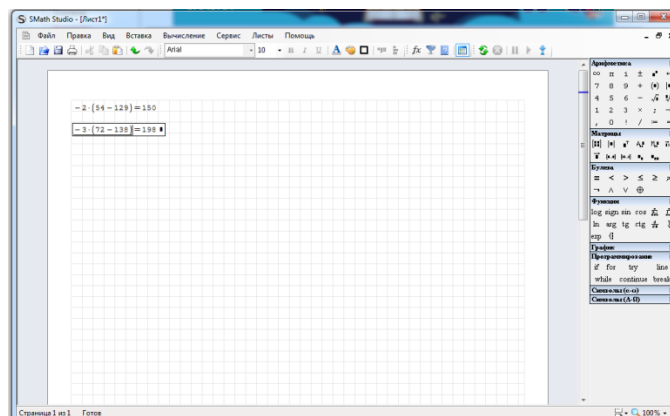 SMath Studio - [Лист1*]
Файл Правка Вид Вставка Вычисление Сервис Листы Помощь
Arial 10
−2·(54−129)=150
−3·(72−138)=198
Арифметика
∞ π i ±
7 8 9 + (■)
4 5 6 −
1 2 3 × ;
, 0 ! /
Матрицы
Булева
= < > ≤ ≥
¬ ∧ ∨ ⊕
Функции
log sign sin cos
ln arg tg ctg
exp
График
Программирование
if for try line
while continue break
Символы (α-ω)
Символы (Α-Ω)
Страница 1 из 1 Готов
100%